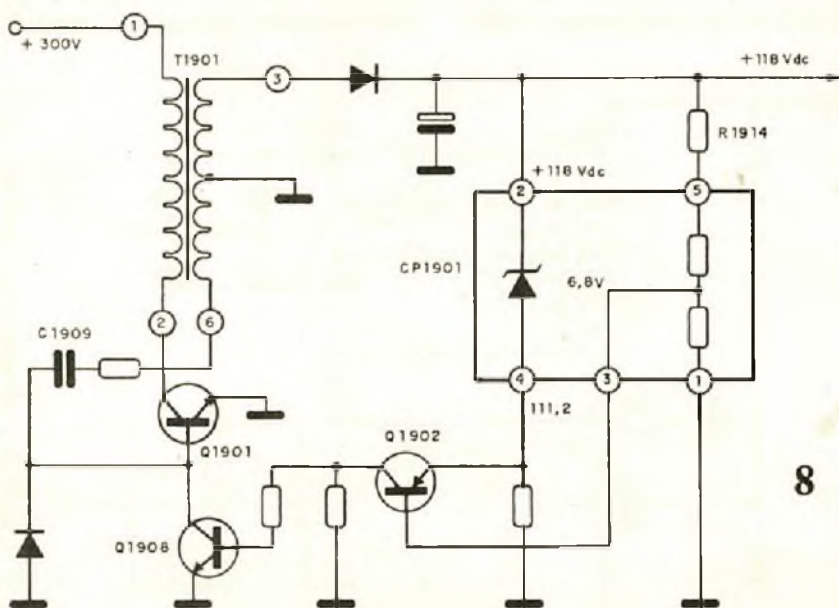 1
+ 300V
T1901
3
+118 Vdc
R1914
+118 Vdc
2
5
CP1901
6,8V
2
6
C1909
4
3
1
111,2
Q1901
Q1902
8
Q1908